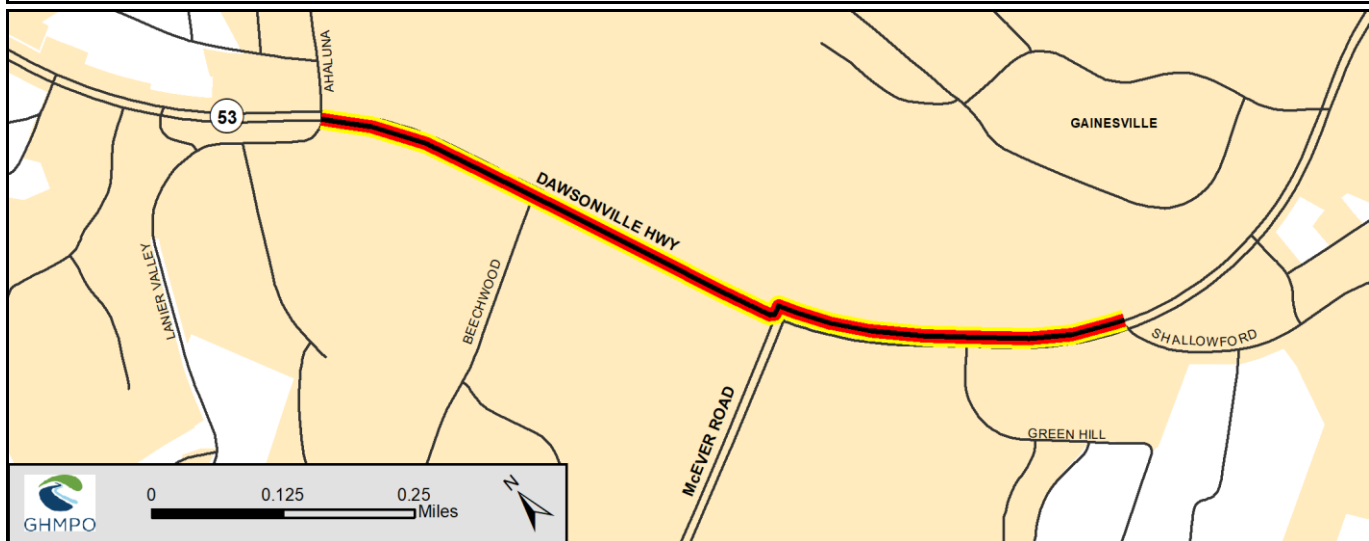 AHALUNA
53
GAINESVILLE
DAWSONVILLE HWY
LANIER VALLEY
BEECHWOOD
SHALLOWFORD
McEVER ROAD
GREEN HILL
GHMPO
0 0.125 0.25
Miles
N